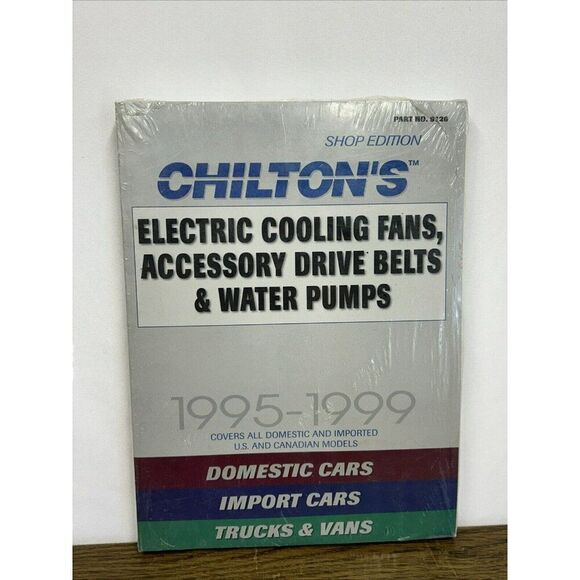 PART NO. 9126
SHOP EDITION
CHILTON'S™
ELECTRIC COOLING FANS,
ACCESSORY DRIVE BELTS
& WATER PUMPS
1995-1999
COVERS ALL DOMESTIC AND IMPORTED
U.S. AND CANADIAN MODELS
DOMESTIC CARS
IMPORT CARS
TRUCKS & VANS